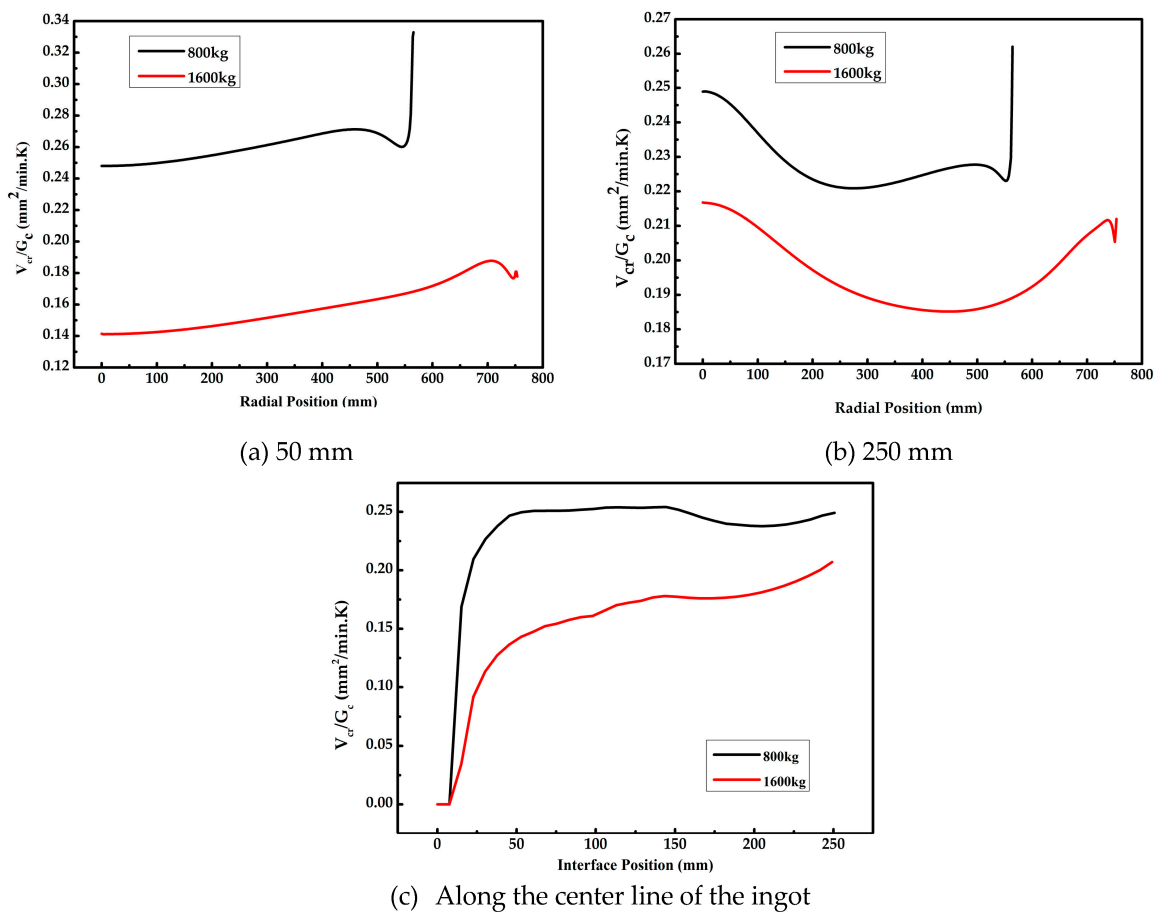 0.34
0.32
0.30
0.28
0.26
0.24
0.22
0.20
0.18
0.16
0.14
0.12
V_cr/G_c (mm²/min.K)
800kg
1600kg
0 100 200 300 400 500 600 700 800
Radial Position (mm)
(a) 50 mm
0.27
0.26
0.25
0.24
0.23
0.22
0.21
0.20
0.19
0.18
0.17
V_cr/G_c (mm²/min.K)
800kg
1600kg
0 100 200 300 400 500 600 700 800
Radial Position (mm)
(b) 250 mm
0.25
0.20
0.15
0.10
0.05
0.00
V_cr/G_c (mm²/min.K)
800kg
1600kg
0 50 100 150 200 250
Interface Position (mm)
(c) Along the center line of the ingot